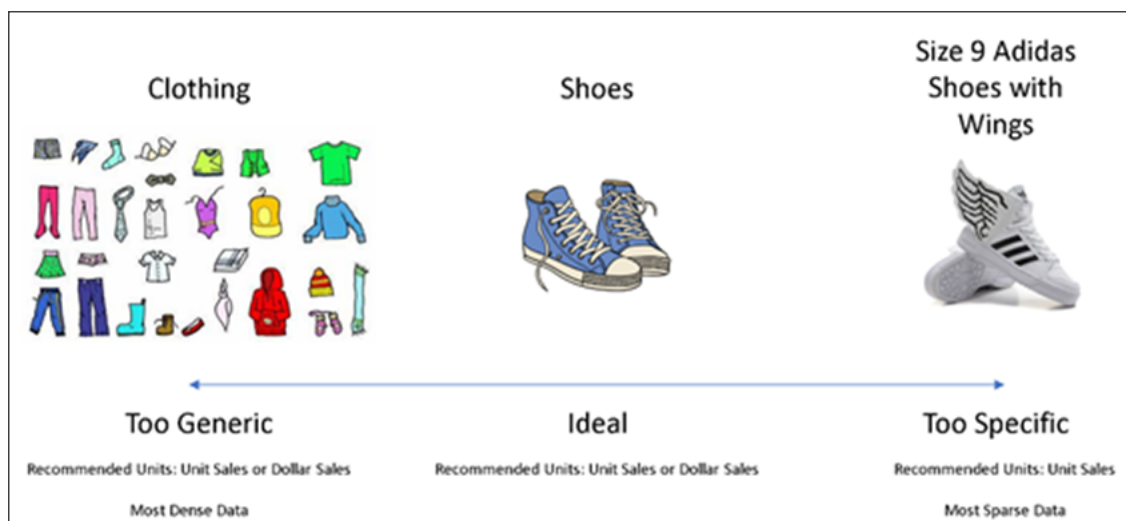 Clothing
Shoes
Size 9 Adidas
Shoes with
Wings
Too Generic
Ideal
Too Specific
Recommended Units: Unit Sales or Dollar Sales
Recommended Units: Unit Sales or Dollar Sales
Recommended Units: Unit Sales
Most Dense Data
Most Sparse Data